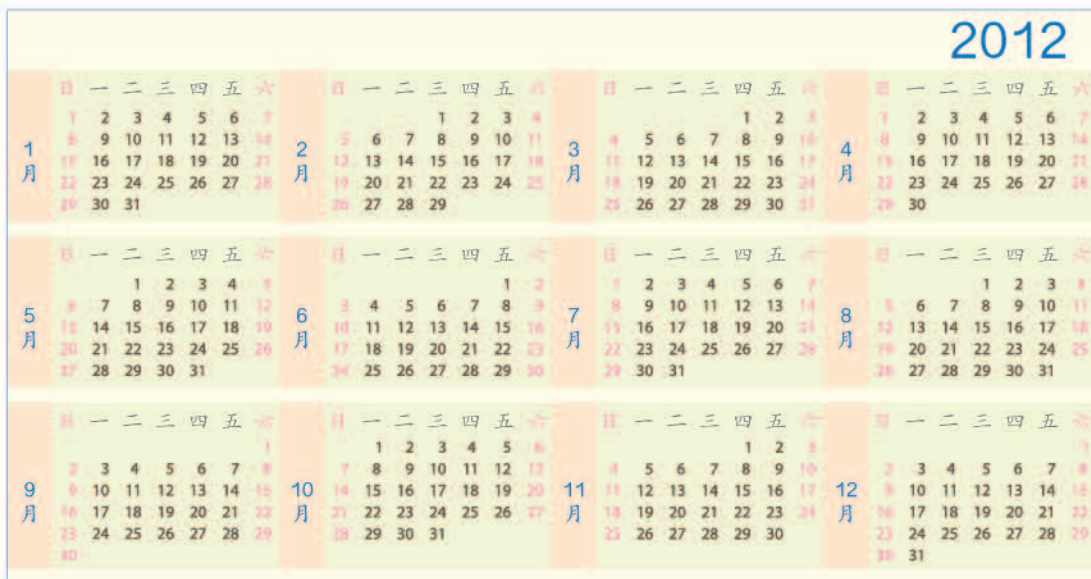 2012
1月
日 一 二 三 四 五 六
1 2 3 4 5 6 7
8 9 10 11 12 13 14
15 16 17 18 19 20 21
22 23 24 25 26 27 28
29 30 31
2月
日 一 二 三 四 五 六
1 2 3 4
5 6 7 8 9 10 11
12 13 14 15 16 17 18
19 20 21 22 23 24 25
26 27 28 29
3月
日 一 二 三 四 五 六
1 2 3
4 5 6 7 8 9 10
11 12 13 14 15 16 17
18 19 20 21 22 23 24
25 26 27 28 29 30 31
4月
日 一 二 三 四 五 六
1 2 3 4 5 6 7
8 9 10 11 12 13 14
15 16 17 18 19 20 21
22 23 24 25 26 27 28
29 30
5月
日 一 二 三 四 五 六
1 2 3 4 5
6 7 8 9 10 11 12
13 14 15 16 17 18 19
20 21 22 23 24 25 26
27 28 29 30 31
6月
日 一 二 三 四 五 六
1 2
3 4 5 6 7 8 9
10 11 12 13 14 15 16
17 18 19 20 21 22 23
24 25 26 27 28 29 30
7月
日 一 二 三 四 五 六
1 2 3 4 5 6 7
8 9 10 11 12 13 14
15 16 17 18 19 20 21
22 23 24 25 26 27 28
29 30 31
8月
日 一 二 三 四 五 六
1 2 3 4
5 6 7 8 9 10 11
12 13 14 15 16 17 18
19 20 21 22 23 24 25
26 27 28 29 30 31
9月
日 一 二 三 四 五 六
1
2 3 4 5 6 7 8
9 10 11 12 13 14 15
16 17 18 19 20 21 22
23 24 25 26 27 28 29
30
10月
日 一 二 三 四 五 六
1 2 3 4 5 6
7 8 9 10 11 12 13
14 15 16 17 18 19 20
21 22 23 24 25 26 27
28 29 30 31
11月
日 一 二 三 四 五 六
1 2 3
4 5 6 7 8 9 10
11 12 13 14 15 16 17
18 19 20 21 22 23 24
25 26 27 28 29 30
12月
日 一 二 三 四 五 六
1
2 3 4 5 6 7 8
9 10 11 12 13 14 15
16 17 18 19 20 21 22
23 24 25 26 27 28 29
30 31